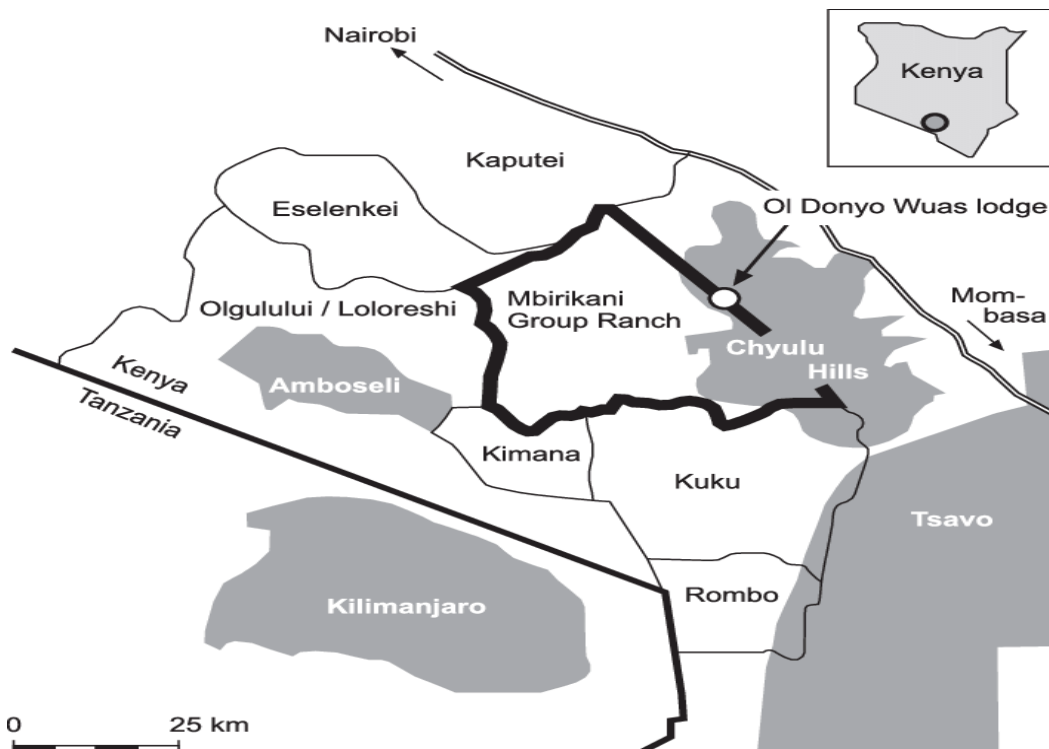 Nairobi
Kenya
Kaputei
Ol Donyo Wuas lodge
Eselenkei
Mbirikani
Group Ranch
Olgululului / Loloreshi
Mom-
basa
Chyulu
Hills
Kenya
Tanzania
Amboseli
Kimana
Kuku
Tsavo
Rombo
Kilimanjaro
0 25 km